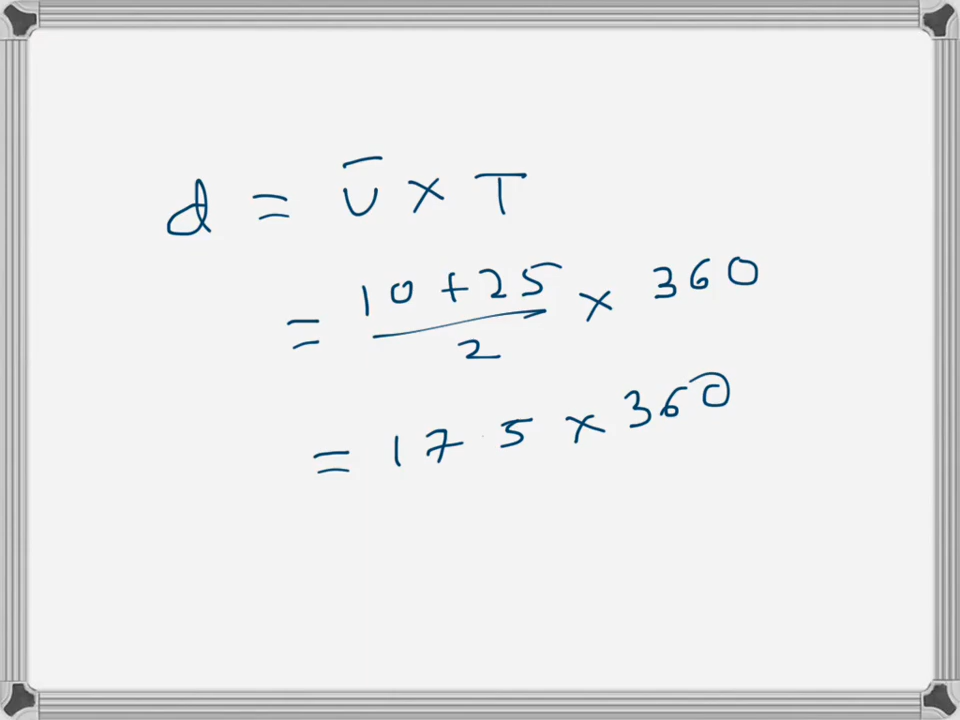 d = v̄ × T
= 10 + 25 / 2 × 360
= 17.5 × 360